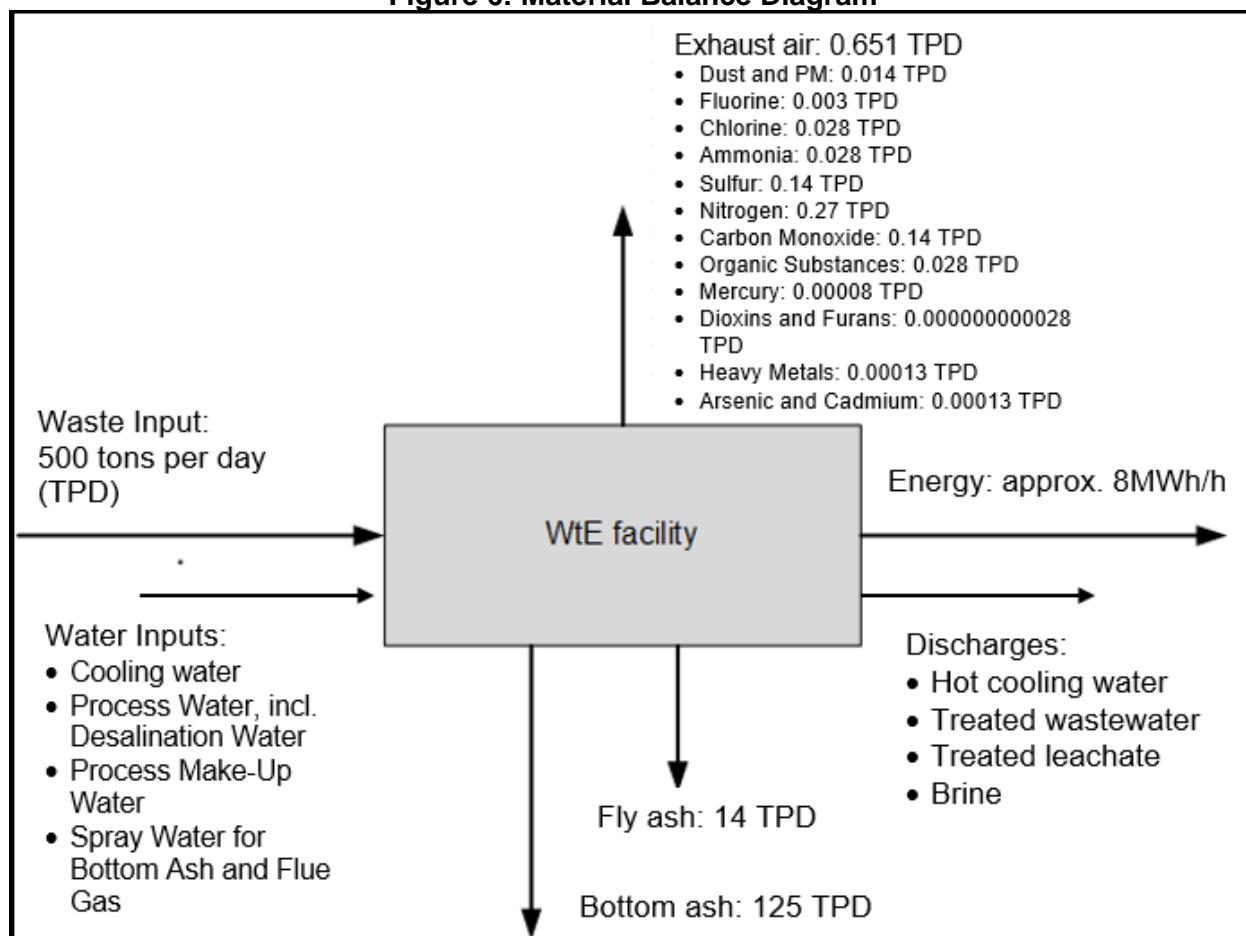 Figure 6. Material Balance Diagram
Exhaust air: 0.651 TPD
• Dust and PM: 0.014 TPD
• Fluorine: 0.003 TPD
• Chlorine: 0.028 TPD
• Ammonia: 0.028 TPD
• Sulfur: 0.14 TPD
• Nitrogen: 0.27 TPD
• Carbon Monoxide: 0.14 TPD
• Organic Substances: 0.028 TPD
• Mercury: 0.00008 TPD
• Dioxins and Furans: 0.000000000028
TPD
• Heavy Metals: 0.00013 TPD
• Arsenic and Cadmium: 0.00013 TPD
Waste Input:
500 tons per day
(TPD)
WtE facility
Energy: approx. 8MWh/h
Water Inputs:
• Cooling water
• Process Water, incl.
Desalination Water
• Process Make-Up
Water
• Spray Water for
Bottom Ash and Flue
Gas
Discharges:
• Hot cooling water
• Treated wastewater
• Treated leachate
• Brine
Fly ash: 14 TPD
Bottom ash: 125 TPD